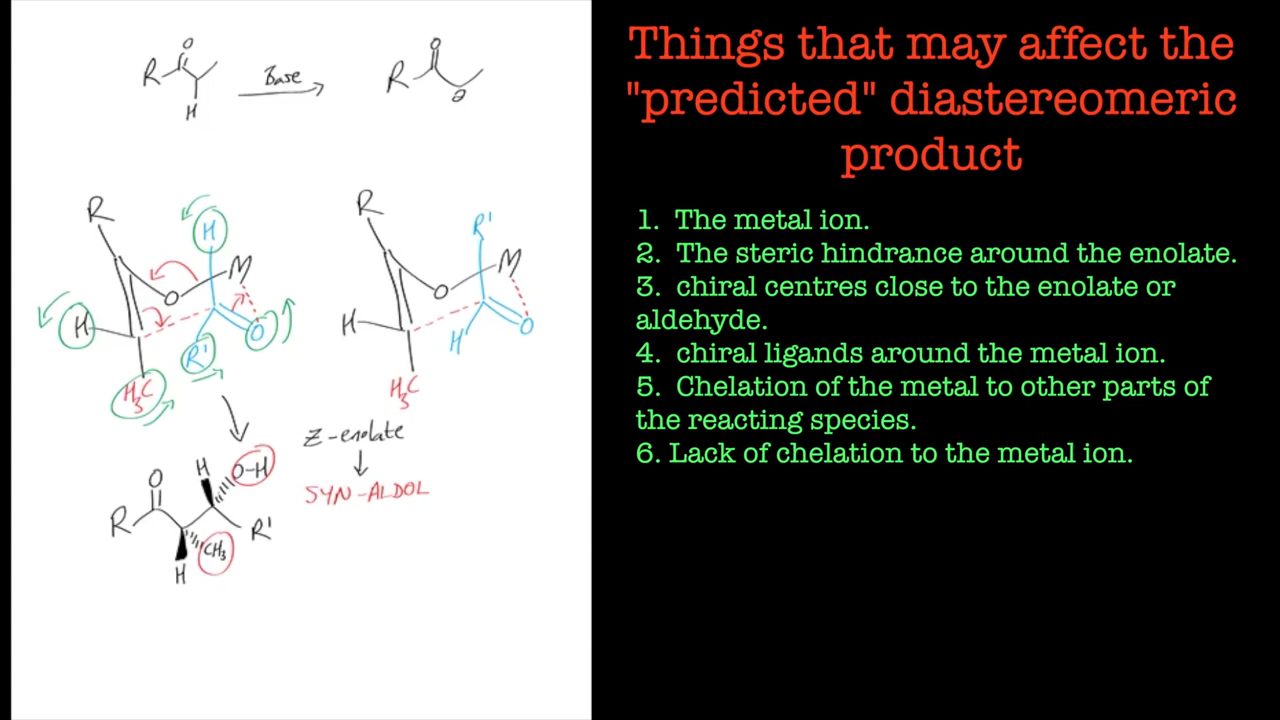 O
R
H
Base
O
R
R
H
M
O
H
R'
O
H₃C
R
R'
M
O
H
H
O
H₃C
Z-enolate
SYN-ALDOL
O
H
O-H
R
R'
CH₃
H
Things that may affect the
"predicted" diastereomeric
product
1. The metal ion.
2. The steric hindrance around the enolate.
3. chiral centres close to the enolate or
aldehyde.
4. chiral ligands around the metal ion.
5. Chelation of the metal to other parts of
the reacting species.
6. Lack of chelation to the metal ion.